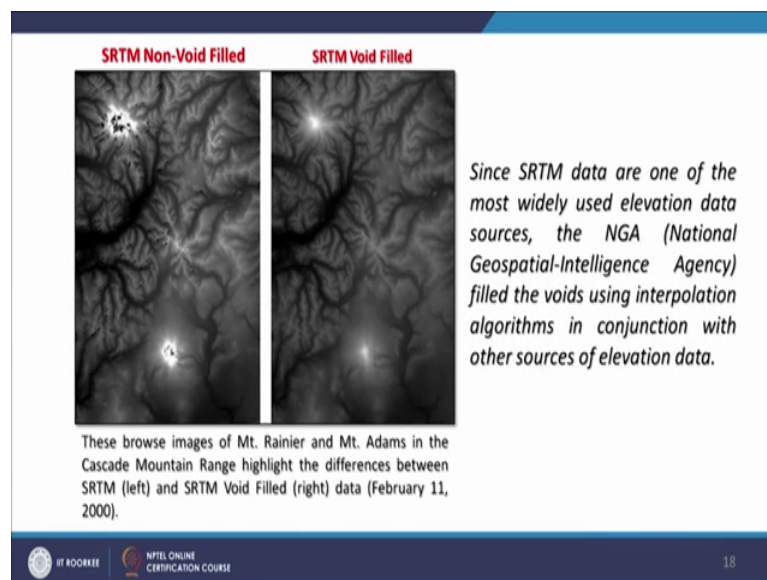 SRTM Non-Void Filled
SRTM Void Filled
Since SRTM data are one of the
most widely used elevation data
sources, the NGA (National
Geospatial-Intelligence Agency)
filled the voids using interpolation
algorithms in conjunction with
other sources of elevation data.
These browse images of Mt. Rainier and Mt. Adams in the
Cascade Mountain Range highlight the differences between
SRTM (left) and SRTM Void Filled (right) data (February 11,
2000).
IIT ROORKEE
NPTEL ONLINE
CERTIFICATION COURSE
18